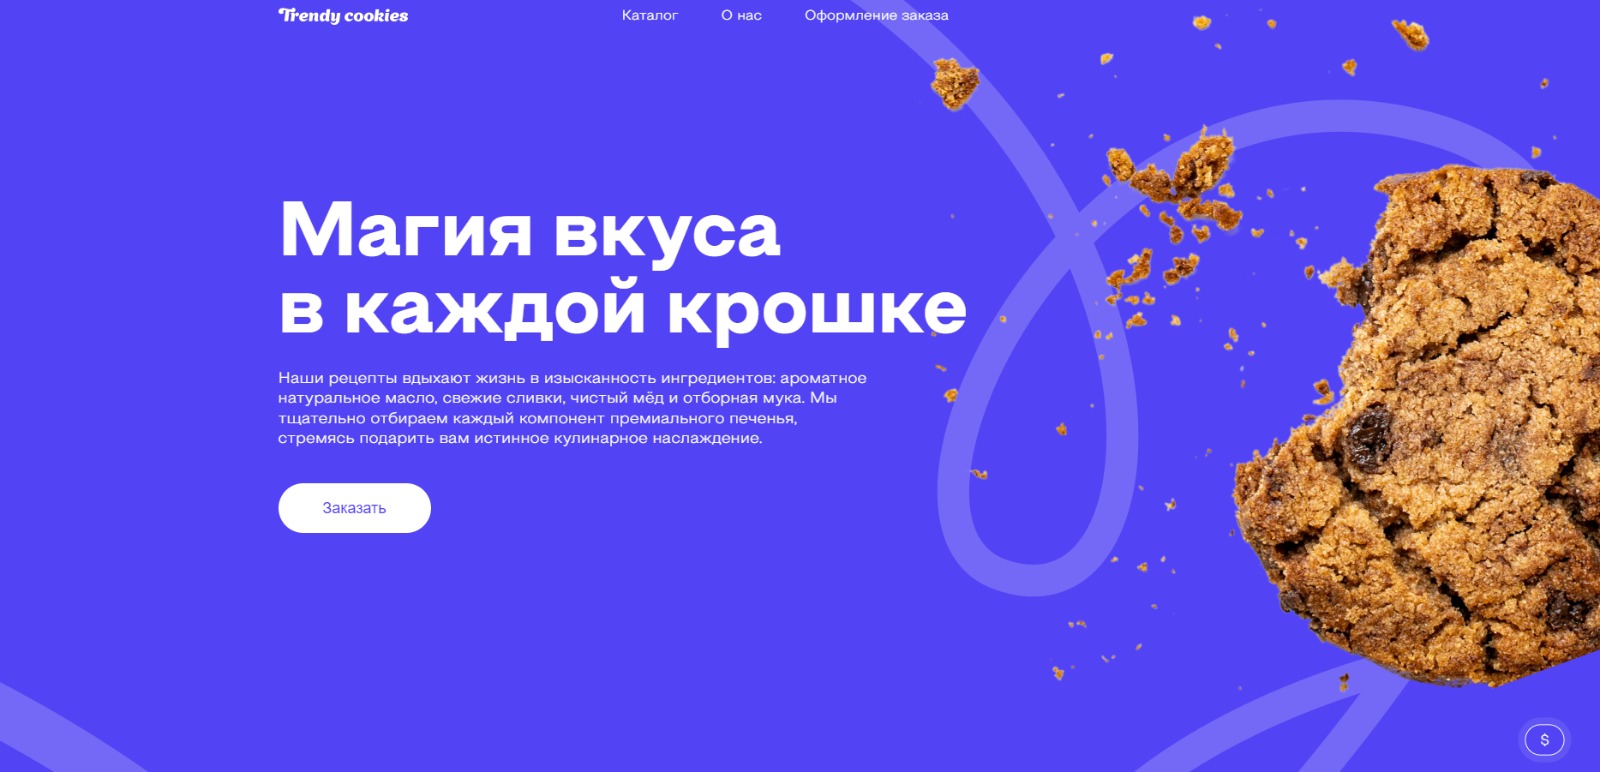 Trendy cookies
Каталог
О нас
Оформление заказа
Магия вкуса
в каждой крошке
Наши рецепты вдыхают жизнь в изысканность ингредиентов: ароматное
натуральное масло, свежие сливки, чистый мёд и отборная мука. Мы
тщательно отбираем каждый компонент премиального печенья,
стремясь подарить вам истинное кулинарное наслаждение.
Заказать
$